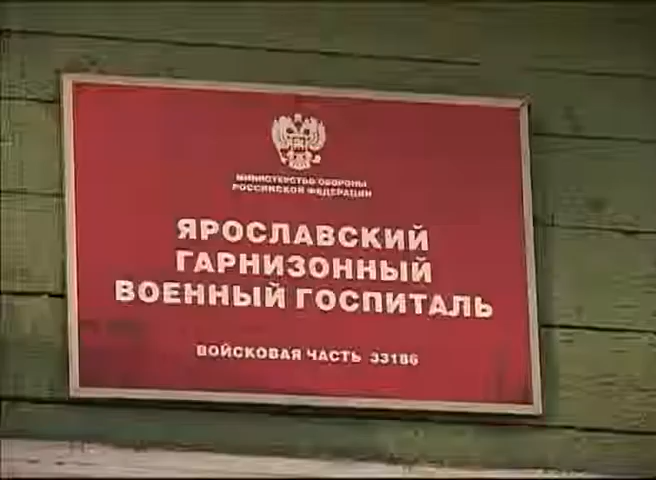 МИНИСТЕРСТВО ОБОРОНЫ
РОССИЙСКОЙ ФЕДЕРАЦИИ
ЯРОСЛАВСКИЙ
ГАРНИЗОННЫЙ
ВОЕННЫЙ ГОСПИТАЛЬ
ВОЙСКОВАЯ ЧАСТЬ 33186